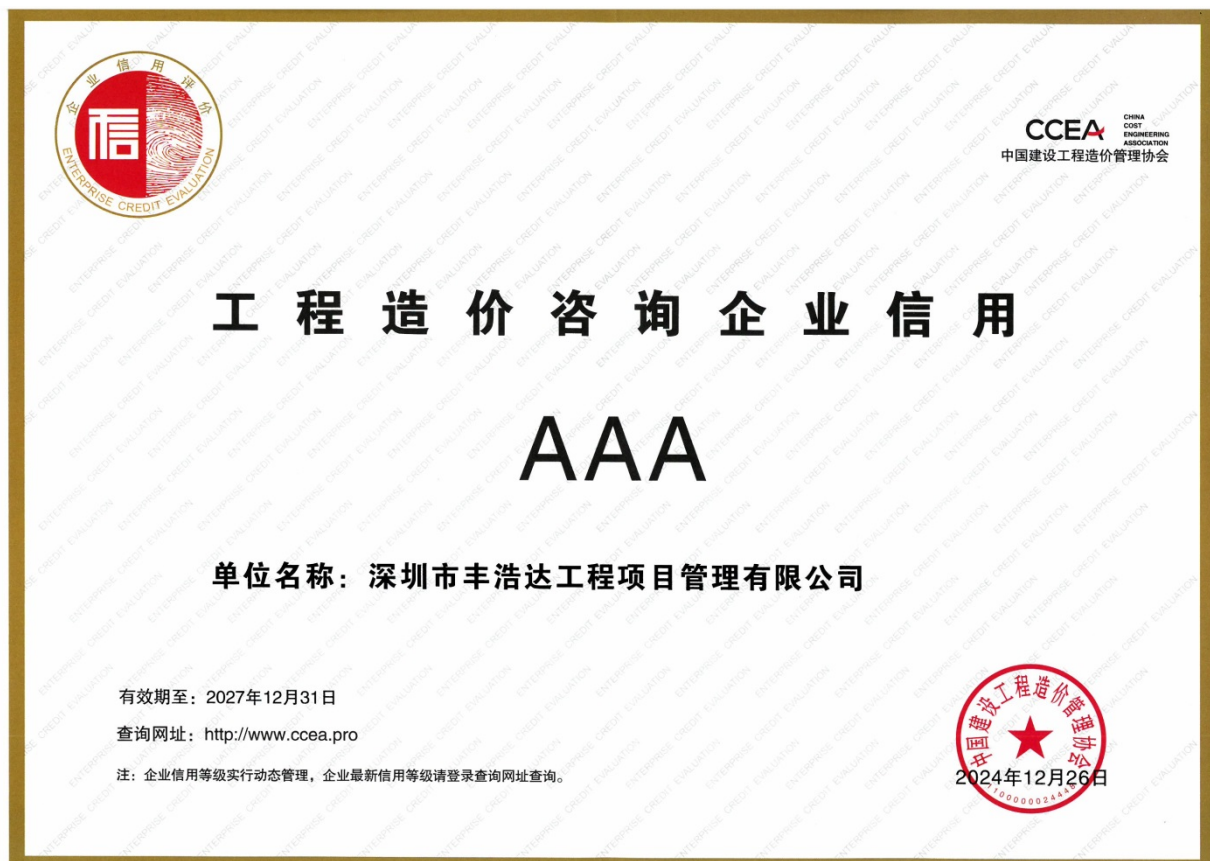 企业信用评价
信
ENTERPRISE CREDIT EVALUATION
CCEA
CHINA
COST
ENGINEERING
ASSOCIATION
中国建设工程造价管理协会
工程造价咨询企业信用
AAA
单位名称：深圳市丰浩达工程项目管理有限公司
有效期至：2027年12月31日
查询网址：http://www.ccea.pro
注：企业信用等级实行动态管理，企业最新信用等级请登录查询网址查询。
中国建设工程造价管理协会
2024年12月26日